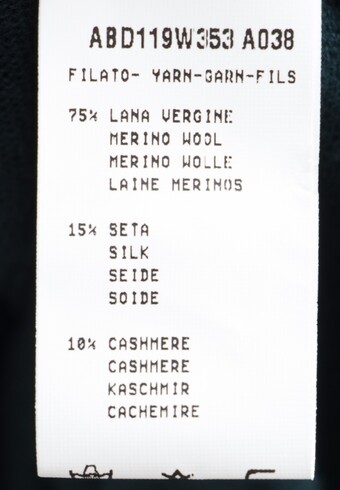 ABD119W353 A038
FILATO- YARN-GARN-FILS
75% LANA VERGINE
MERINO WOOL
MERINO WOLLE
LAINE MERINOS
15% SETA
SILK
SEIDE
SOIDE
10% CASHMERE
CASHMERE
KASCHMIR
CACHEMIRE